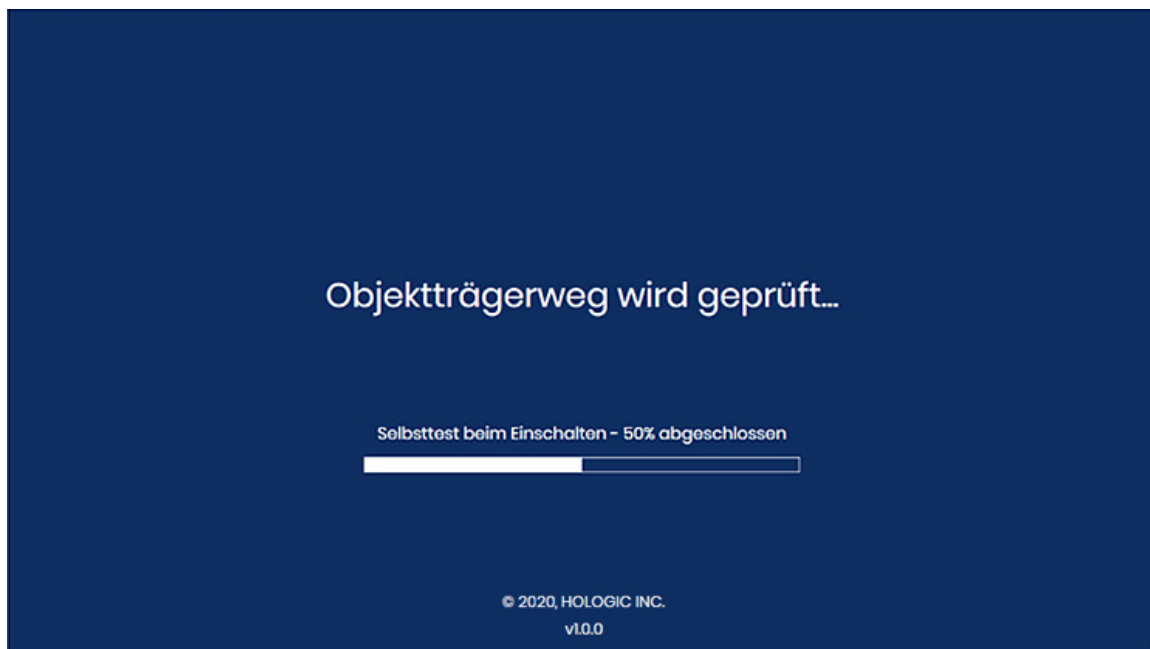 Objektträgerweg wird geprüft...
Selbsttest beim Einschalten - 50% abgeschlossen
© 2020, HOLOGIC INC.
v1.0.0